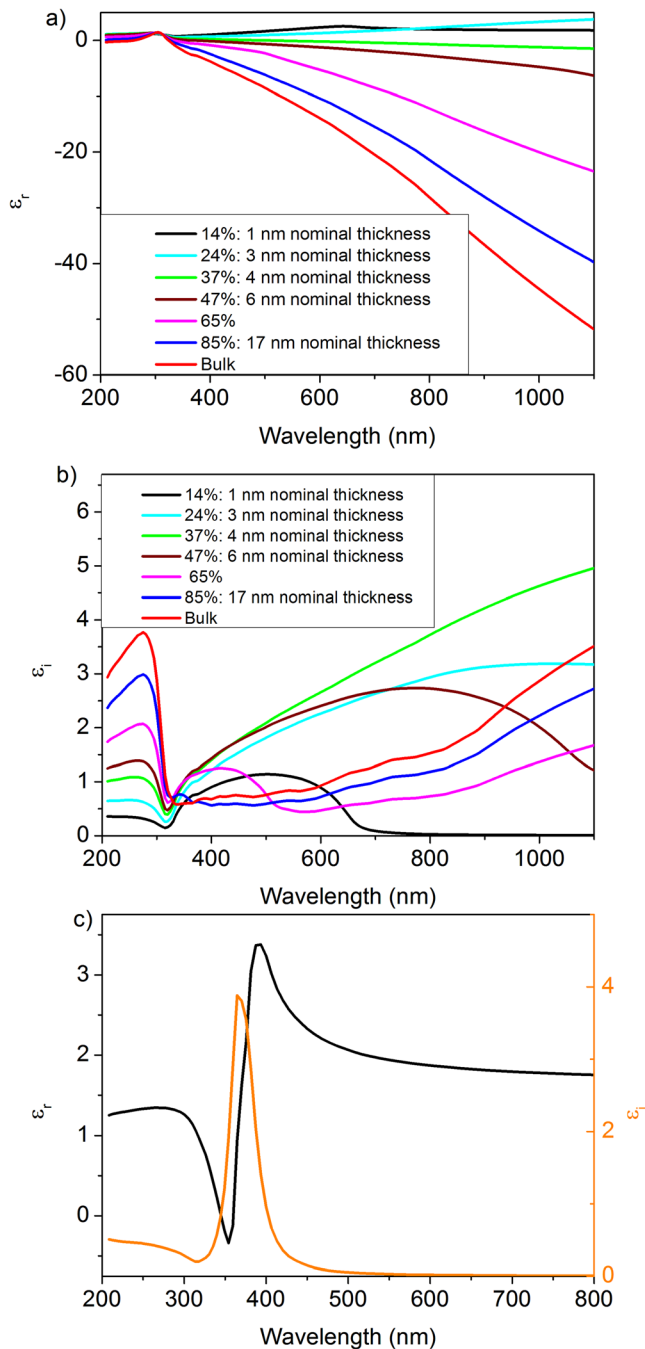 a)
0
-20
-40
-60
εr
14%: 1 nm nominal thickness
24%: 3 nm nominal thickness
37%: 4 nm nominal thickness
47%: 6 nm nominal thickness
65%
85%: 17 nm nominal thickness
Bulk
200 400 600 800 1000
Wavelength (nm)
b)
6
5
4
3
2
1
0
εi
14%: 1 nm nominal thickness
24%: 3 nm nominal thickness
37%: 4 nm nominal thickness
47%: 6 nm nominal thickness
65%
85%: 17 nm nominal thickness
Bulk
200 400 600 800 1000
Wavelength (nm)
c)
3
2
1
0
εr
4
2
0
εi
200 300 400 500 600 700 800
Wavelength (nm)